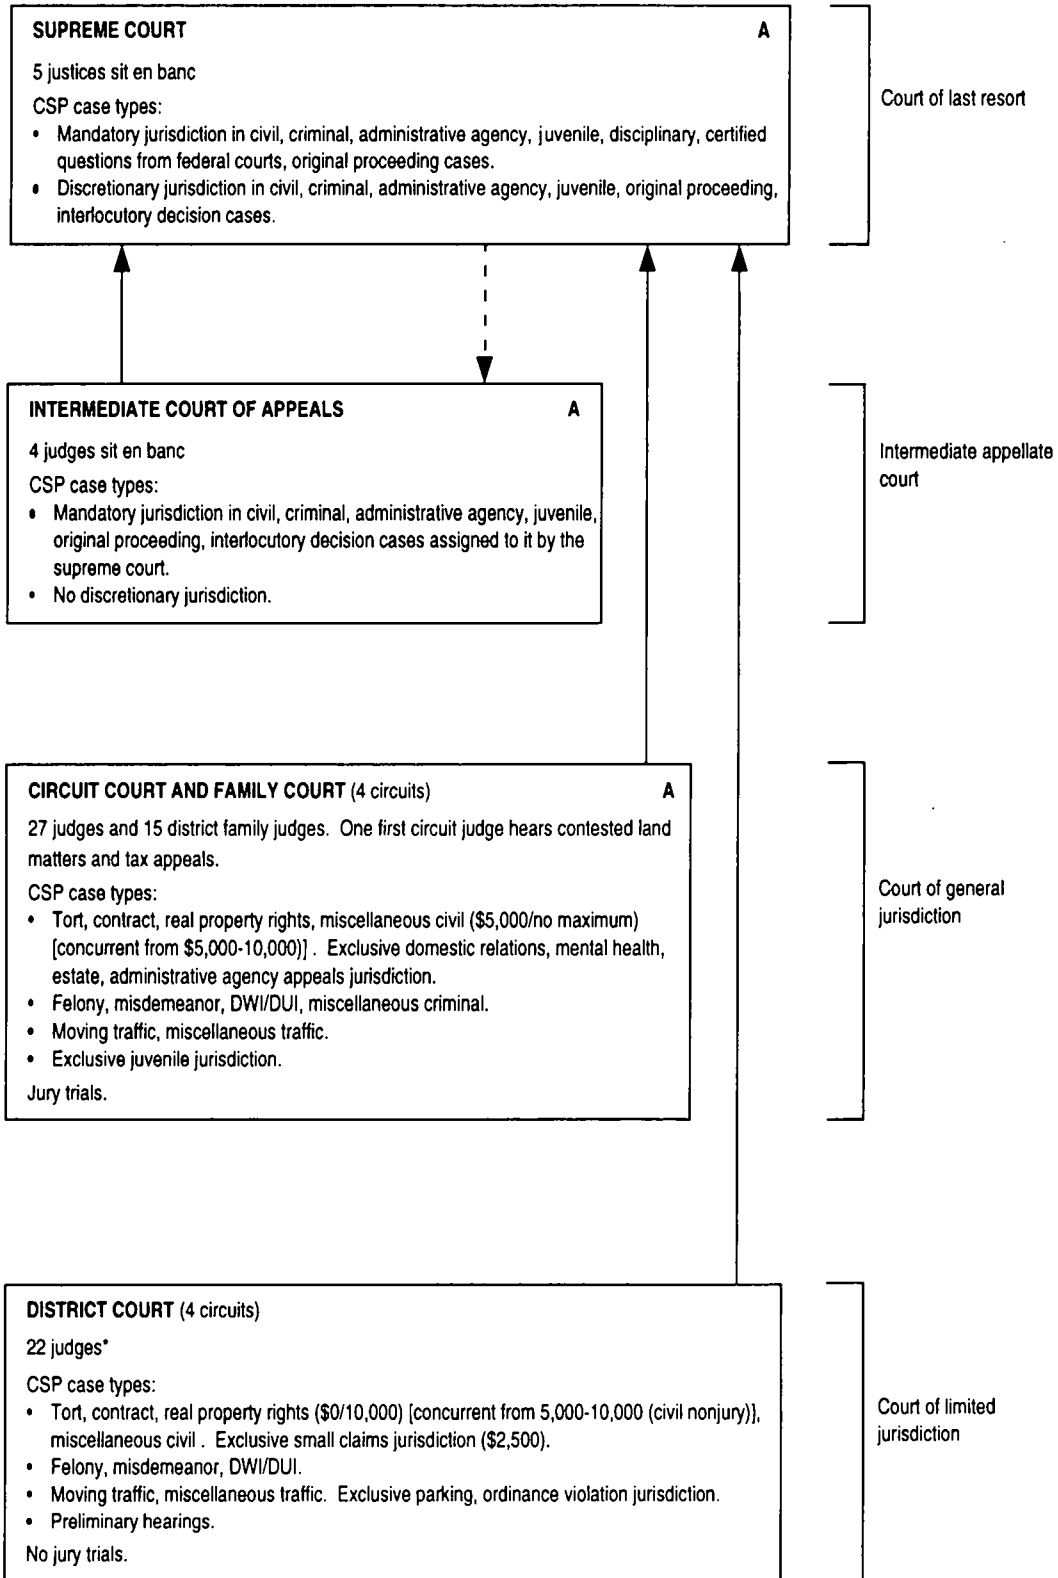 SUPREME COURT A
5 justices sit en banc
CSP case types:
• Mandatory jurisdiction in civil, criminal, administrative agency, juvenile, disciplinary, certified
questions from federal courts, original proceeding cases.
• Discretionary jurisdiction in civil, criminal, administrative agency, juvenile, original proceeding,
interlocutory decision cases.
Court of last resort
INTERMEDIATE COURT OF APPEALS A
4 judges sit en banc
CSP case types:
• Mandatory jurisdiction in civil, criminal, administrative agency, juvenile,
original proceeding, interlocutory decision cases assigned to it by the
supreme court.
• No discretionary jurisdiction.
Intermediate appellate
court
CIRCUIT COURT AND FAMILY COURT (4 circuits) A
27 judges and 15 district family judges. One first circuit judge hears contested land
matters and tax appeals.
CSP case types:
• Tort, contract, real property rights, miscellaneous civil ($5,000/no maximum)
[concurrent from $5,000-10,000)] . Exclusive domestic relations, mental health,
estate, administrative agency appeals jurisdiction.
• Felony, misdemeanor, DWI/DUI, miscellaneous criminal.
• Moving traffic, miscellaneous traffic.
• Exclusive juvenile jurisdiction.
Jury trials.
Court of general
jurisdiction
DISTRICT COURT (4 circuits)
22 judges*
CSP case types:
• Tort, contract, real property rights ($0/10,000) [concurrent from 5,000-10,000 (civil nonjury)],
miscellaneous civil . Exclusive small claims jurisdiction ($2,500).
• Felony, misdemeanor, DWI/DUI.
• Moving traffic, miscellaneous traffic. Exclusive parking, ordinance violation jurisdiction.
• Preliminary hearings.
No jury trials.
Court of limited
jurisdiction